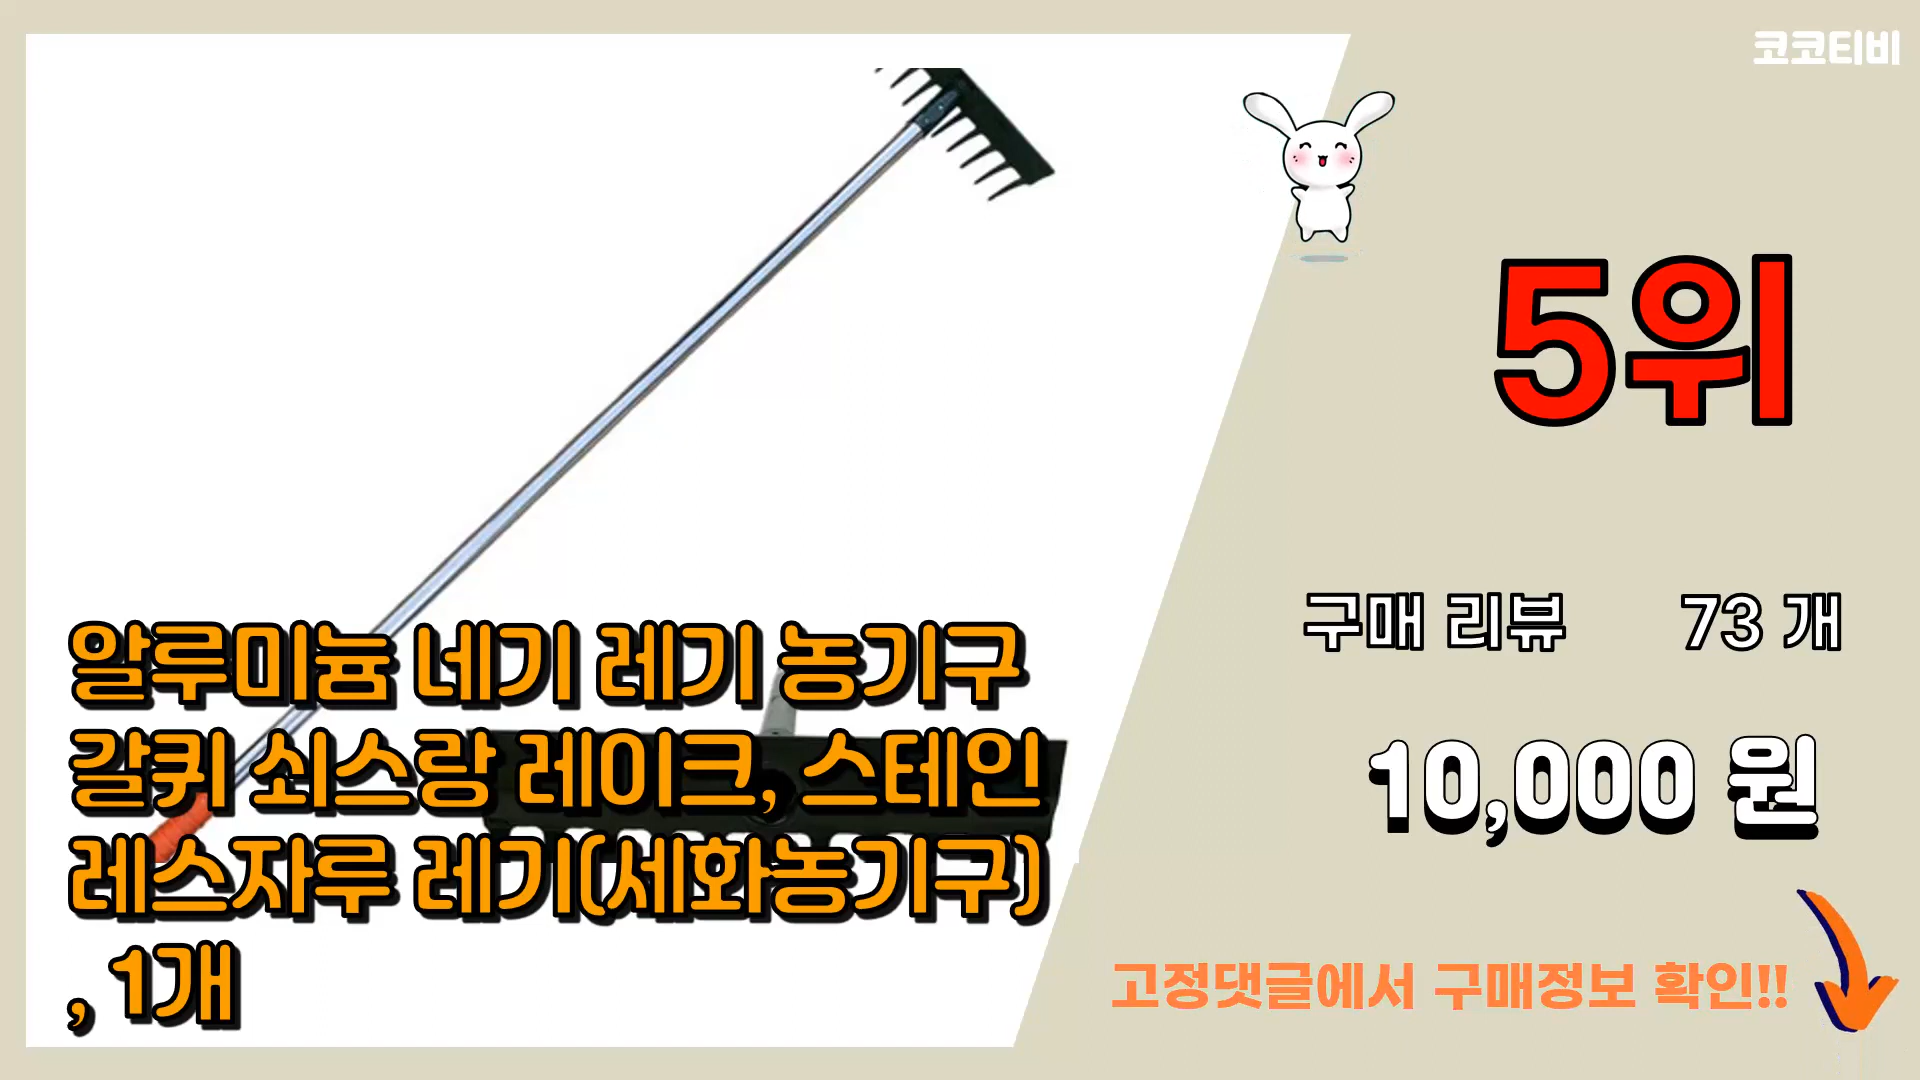 코코티비
5위
구매 리뷰 73 개
10,000 원
알루미늄 네기 레기 농기구
갈퀴 쇠스랑 레이크, 스테인
레스자루 레기(세화농기구)
, 1개
고정댓글에서 구매정보 확인!!